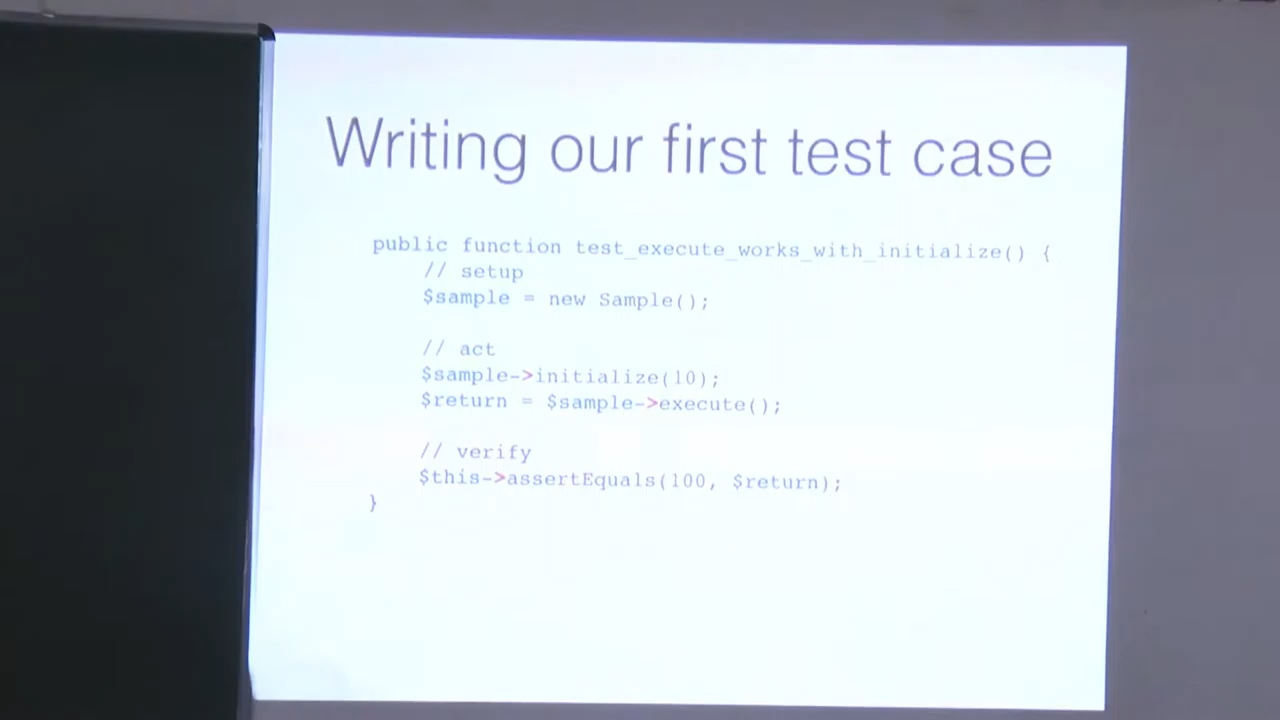 Writing our first test case
public function test_execute_works_with_initialize() {
// setup
$sample = new Sample();
// act
$sample->initialize(10);
$return = $sample->execute();
// verify
$this->assertEquals(100, $return);
}